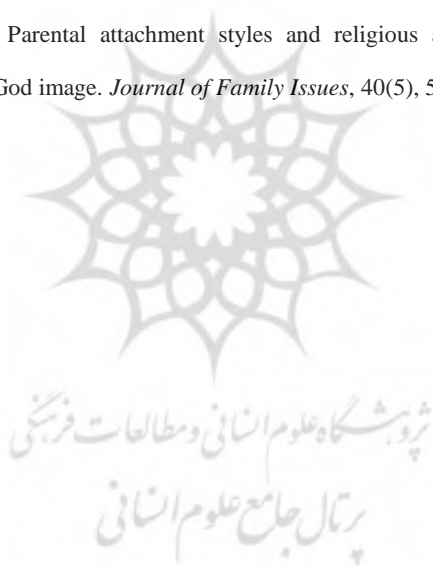 Parental attachment styles and religious
God image. Journal of Family Issues, 40(5), 5
پژوهشگاه علوم انسانی و مطالعات فرهنگی
پرتال جامع علوم انسانی